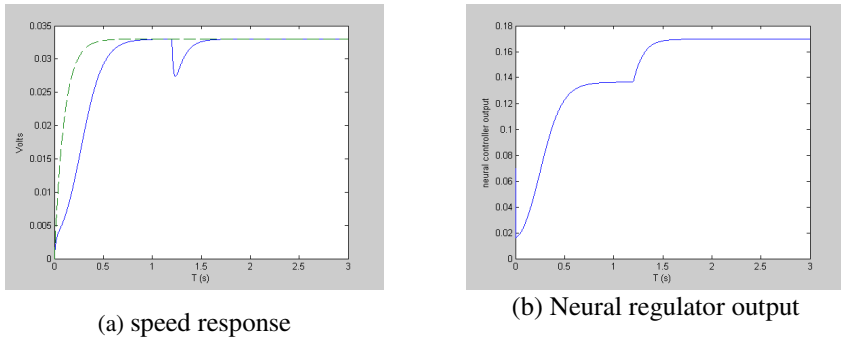 0.035
0.03
0.025
0.02
0.015
0.01
0.005
0
Volts
0 0.5 1 1.5 2 2.5 3
T (s)
(a) speed response
0.18
0.16
0.14
0.12
0.1
0.08
0.06
0.04
0.02
0
neural controller output
0 0.5 1 1.5 2 2.5 3
T (s)
(b) Neural regulator output